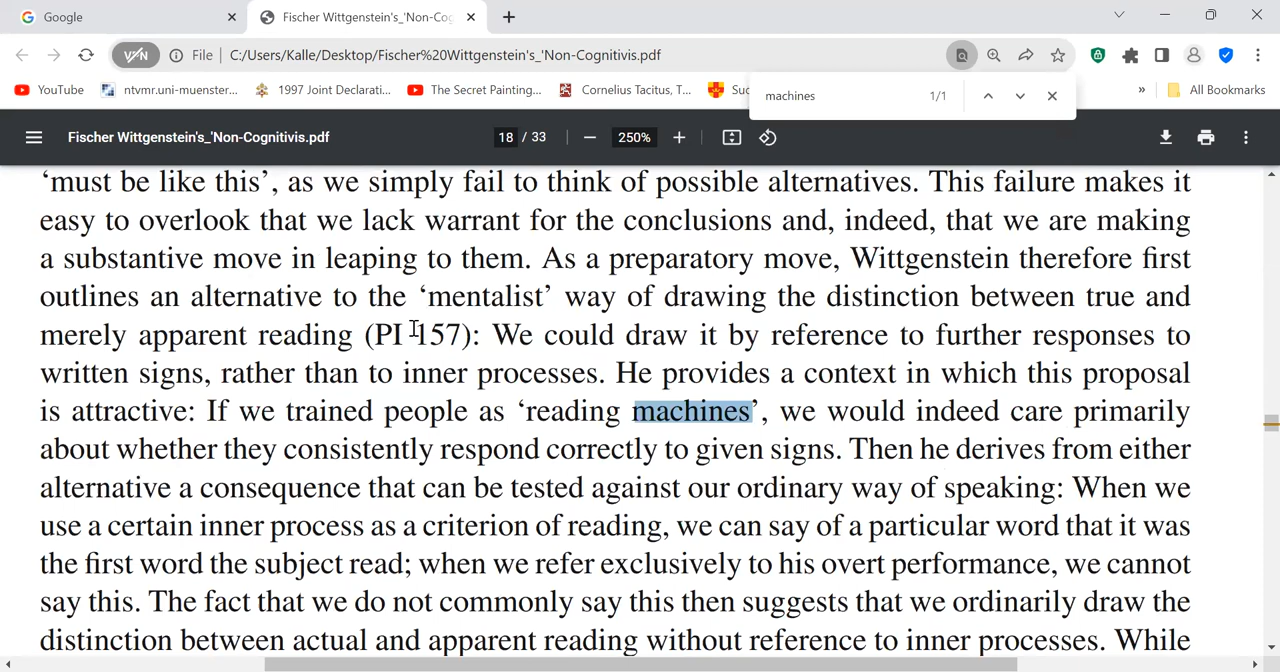 Google
Fischer Wittgenstein's_'Non-Cog
VPN
File
C:/Users/Kalle/Desktop/Fischer%20Wittgenstein's_'Non-Cognitivis.pdf
YouTube
ntvmr.uni-muenster...
1997 Joint Declarati...
The Secret Painting...
Cornelius Tacitus, T...
Suc
»
All Bookmarks
machines
1/1
Fischer Wittgenstein's_'Non-Cognitivis.pdf
18 / 33
250%
‘must be like this’, as we simply fail to think of possible alternatives. This failure makes it
easy to overlook that we lack warrant for the conclusions and, indeed, that we are making
a substantive move in leaping to them. As a preparatory move, Wittgenstein therefore first
outlines an alternative to the ‘mentalist’ way of drawing the distinction between true and
merely apparent reading (PI 157): We could draw it by reference to further responses to
written signs, rather than to inner processes. He provides a context in which this proposal
is attractive: If we trained people as ‘reading machines’, we would indeed care primarily
about whether they consistently respond correctly to given signs. Then he derives from either
alternative a consequence that can be tested against our ordinary way of speaking: When we
use a certain inner process as a criterion of reading, we can say of a particular word that it was
the first word the subject read; when we refer exclusively to his overt performance, we cannot
say this. The fact that we do not commonly say this then suggests that we ordinarily draw the
distinction between actual and apparent reading without reference to inner processes. While